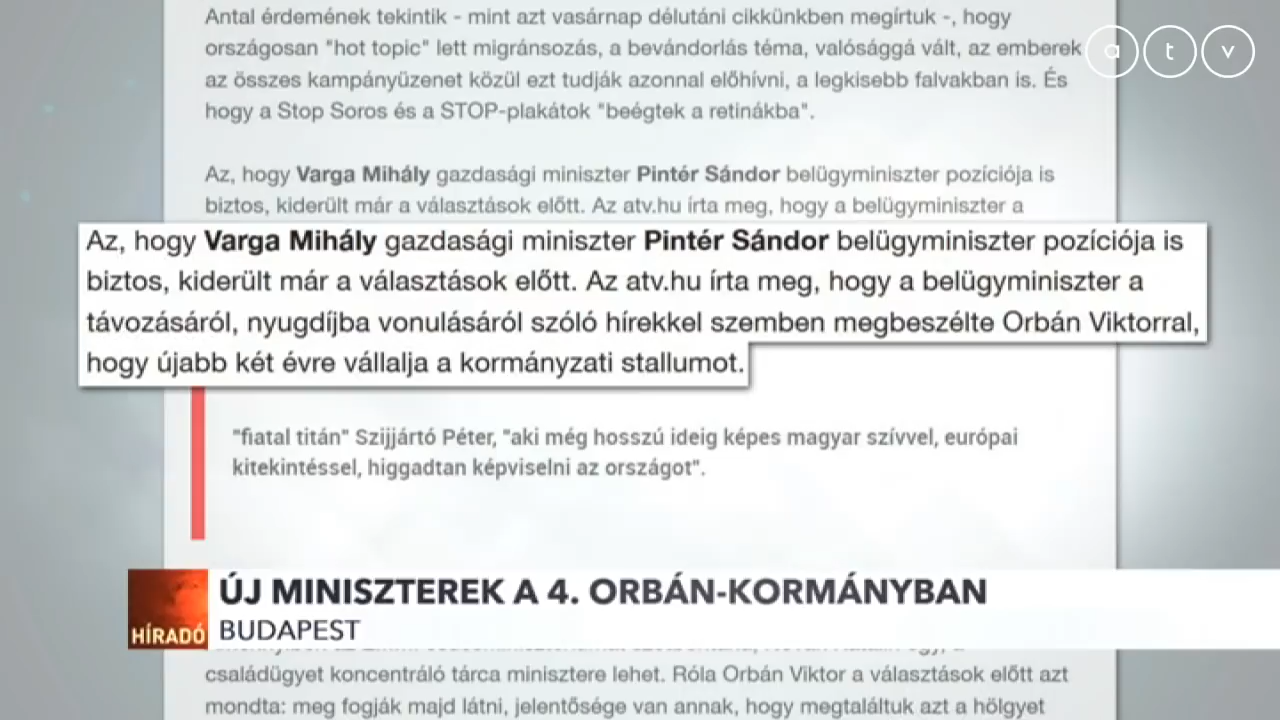 Antal érdemének tekintik - mint azt vasárnap délutáni cikkünkben megírtuk -, hogy
országosan "hot topic" lett migránsozás, a bevándorlás téma, valósággá vált, az emberek
az összes kampányüzenet közül ezt tudják azonnal előhívni, a legkisebb falvakban is. És
hogy a Stop Soros és a STOP-plakátok "beégtek a retinákba".
a t v
Az, hogy Varga Mihály gazdasági miniszter Pintér Sándor belügyminiszter pozíciója is
biztos, kiderült már a választások előtt. Az atv.hu írta meg, hogy a belügyminiszter a
Az, hogy Varga Mihály gazdasági miniszter Pintér Sándor belügyminiszter pozíciója is
biztos, kiderült már a választások előtt. Az atv.hu írta meg, hogy a belügyminiszter a
távozásáról, nyugdíjba vonulásáról szóló hírekkel szemben megbeszélte Orbán Viktorral,
hogy újabb két évre vállalja a kormányzati stallumot.
"fiatal titán" Szijjártó Péter, "aki még hosszú ideig képes magyar szívvel, európai
kitekintéssel, higgadtan képviselni az országot".
ÚJ MINISZTEREK A 4. ORBÁN-KORMÁNYBAN
HÍRADÓ BUDAPEST
családügyet koncentráló tárca minisztere lehet. Róla Orbán Viktor a választások előtt azt
mondta: meg fogják majd látni, jelentősége van annak, hogy megtaláltuk azt a hölgyet